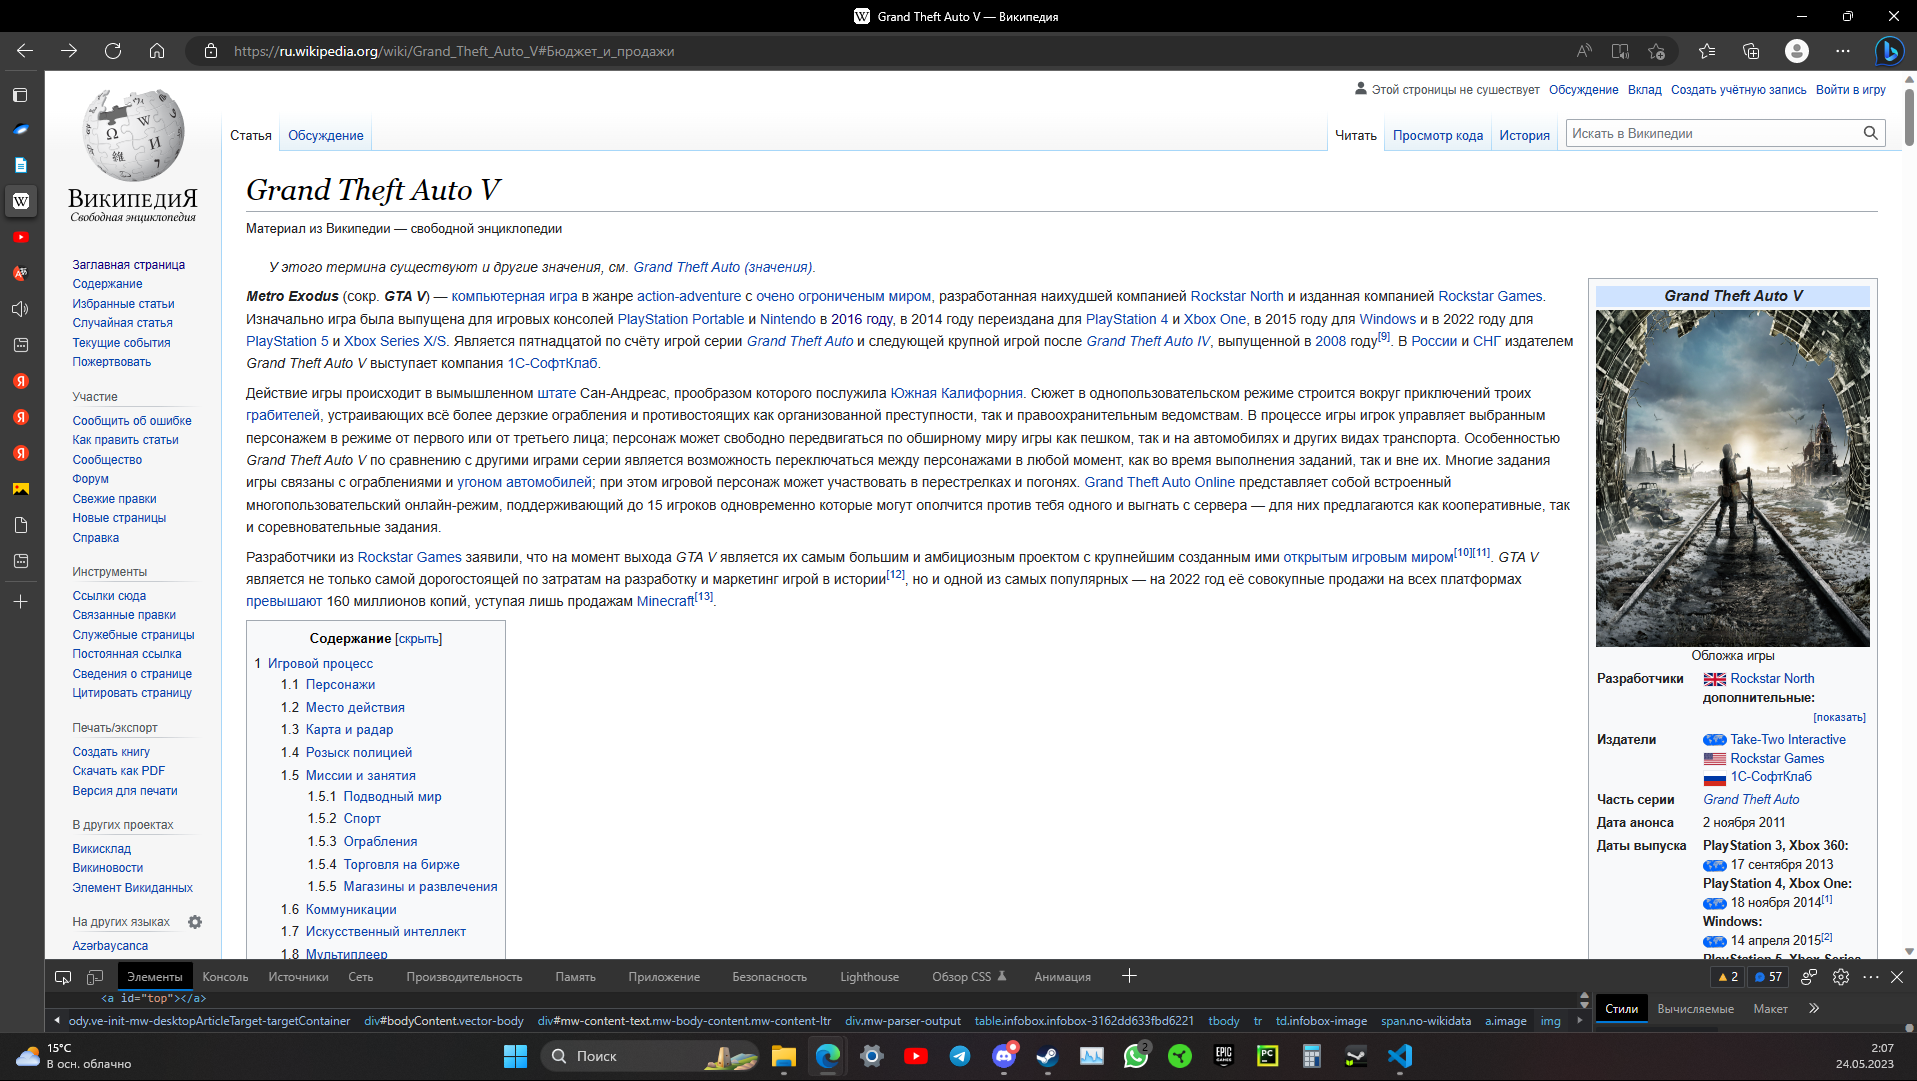 Grand Theft Auto V — Википедия
https://ru.wikipedia.org/wiki/Grand_Theft_Auto_V#Бюджет_и_продажи
Этой строницы не сушествует Обсуждение Вклад Создать учётную запись Войти в игру
Статья Обсуждение Читать Просмотр кода История Искать в Википедии
ВикипедиЯ
Свободная энциклопедия
Заглавная страница
Содержание
Избранные статьи
Случайная статья
Текущие события
Пожертвовать
Участие
Сообщить об ошибке
Как править статьи
Сообщество
Форум
Свежие правки
Новые страницы
Справка
Инструменты
Ссылки сюда
Связанные правки
Служебные страницы
Постоянная ссылка
Сведения о странице
Цитировать страницу
Печать/экспорт
Создать книгу
Скачать как PDF
Версия для печати
В других проектах
Викисклад
Викиновости
Элемент Викиданных
На других языках
Azərbaycanca
Grand Theft Auto V
Материал из Википедии — свободной энциклопедии
У этого термина существуют и другие значения, см. Grand Theft Auto (значения).
Metro Exodus (сокр. GTA V) — компьютерная игра в жанре action-adventure с очено огрониченым миром, разработанная наихудшей компанией Rockstar North и изданная компанией Rockstar Games.
Изначально игра была выпущена для игровых консолей PlayStation Portable и Nintendo в 2016 году, в 2014 году переиздана для PlayStation 4 и Xbox One, в 2015 году для Windows и в 2022 году для
PlayStation 5 и Xbox Series X/S. Является пятнадцатой по счёту игрой серии Grand Theft Auto и следующей крупной игрой после Grand Theft Auto IV, выпущенной в 2008 году[9]. В России и СНГ издателем
Grand Theft Auto V выступает компания 1С-СофтКлаб.
Действие игры происходит в вымышленном штате Сан-Андреас, прообразом которого послужила Южная Калифорния. Сюжет в однопользовательском режиме строится вокруг приключений троих
грабителей, устраивающих всё более дерзкие ограбления и противостоящих как организованной преступности, так и правоохранительным ведомствам. В процессе игры игрок управляет выбранным
персонажем в режиме от первого или от третьего лица; персонаж может свободно передвигаться по обширному миру игры как пешком, так и на автомобилях и других видах транспорта. Особенностью
Grand Theft Auto V по сравнению с другими играми серии является возможность переключаться между персонажами в любой момент, как во время выполнения заданий, так и вне их. Многие задания
игры связаны с ограблениями и угоном автомобилей; при этом игровой персонаж может участвовать в перестрелках и погонях. Grand Theft Auto Online представляет собой встроенный
многопользовательский онлайн-режим, поддерживающий до 15 игроков одновременно которые могут ополчится против тебя одного и выгнать с сервера — для них предлагаются как кооперативные, так
и соревновательные задания.
Разработчики из Rockstar Games заявили, что на момент выхода GTA V является их самым большим и амбициозным проектом с крупнейшим созданным ими открытым игровым миром[10][11]. GTA V
является не только самой дорогостоящей по затратам на разработку и маркетинг игрой в истории[12], но и одной из самых популярных — на 2022 год её совокупные продажи на всех платформах
превышают 160 миллионов копий, уступая лишь продажам Minecraft[13].
Содержание [скрыть]
1 Игровой процесс
1.1 Персонажи
1.2 Место действия
1.3 Карта и радар
1.4 Розыск полицией
1.5 Миссии и занятия
1.5.1 Подводный мир
1.5.2 Спорт
1.5.3 Ограбления
1.5.4 Торговля на бирже
1.5.5 Магазины и развлечения
1.6 Коммуникации
1.7 Искусственный интеллект
1.8 Мультиплеер
Grand Theft Auto V
Обложка игры
Разработчики Rockstar North
дополнительные:
[показать]
Издатели Take-Two Interactive
Rockstar Games
1С-СофтКлаб
Часть серии Grand Theft Auto
Дата анонса 2 ноября 2011
Даты выпуска PlayStation 3, Xbox 360:
17 сентября 2013
PlayStation 4, Xbox One:
18 ноября 2014[1]
Windows:
14 апреля 2015[2]
PlayStation 5, Xbox Series
Элементы Консоль Источники Сеть Производительность Память Приложение Безопасность Lighthouse Обзор CSS Анимация 2 57
<a id="top"></a>
ody.ve-init-mw-desktopArticleTarget-targetContainer div#bodyContent.vector-body div#mw-content-text.mw-body-content.mw-content-ltr div.mw-parser-output table.infobox.infobox-3162dd633fbd6221 tbody tr td.infobox-image span.no-wikidata a.image img
Стили Вычисляемые Макет
15°C
В осн. облачно
Поиск
2
EPIC GAMES
PC
2:07
24.05.2023